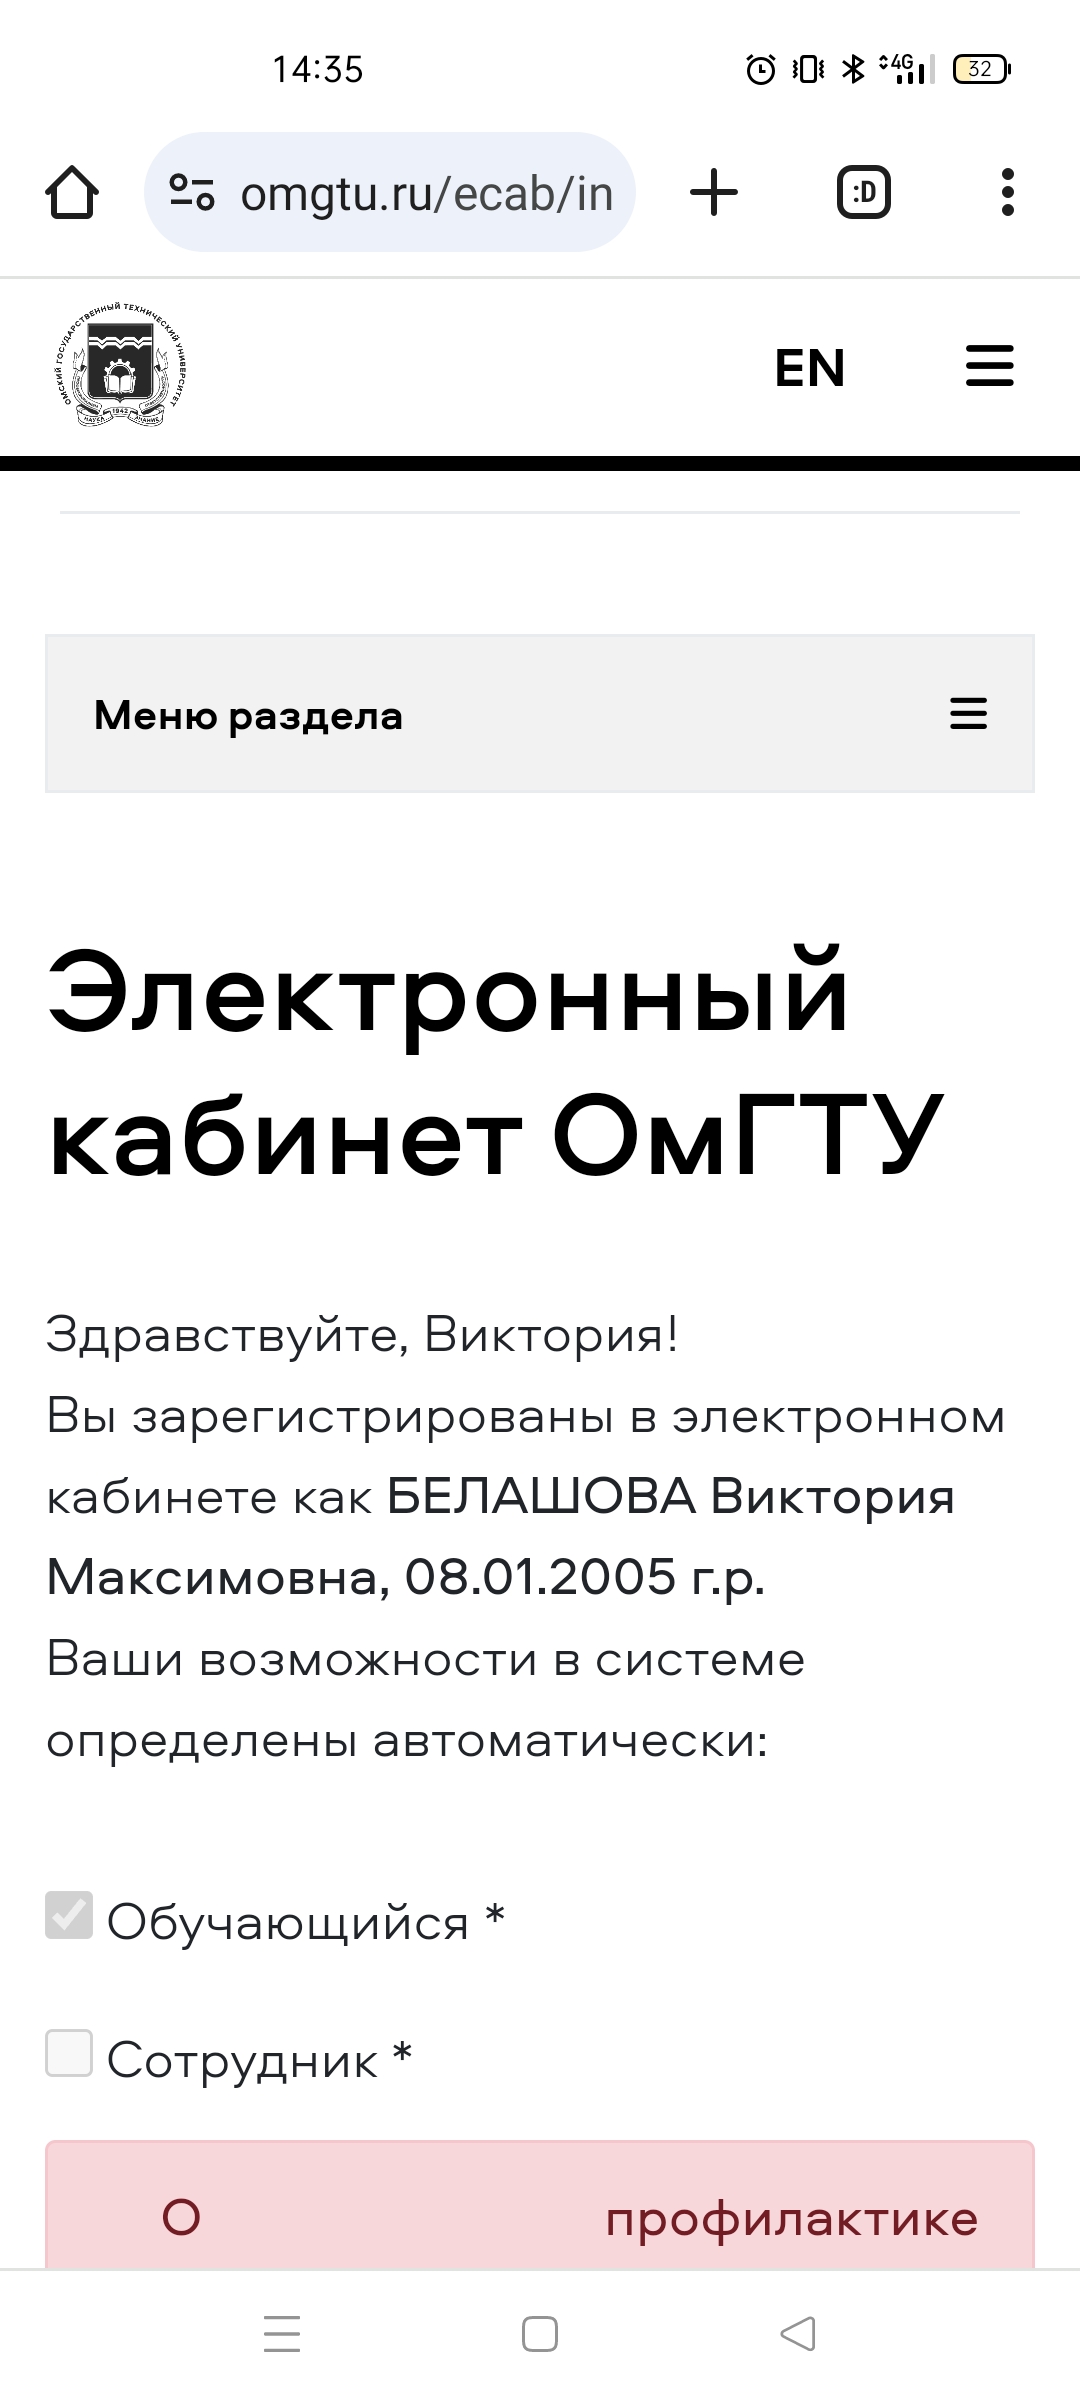 14:35
4G
32
omgtu.ru/ecab/in
:D
ОМСКИЙ ГОСУДАРСТВЕННЫЙ ТЕХНИЧЕСКИЙ УНИВЕРСИТЕТ
НАУКА 1942 ЗНАНИЕ
EN
Меню раздела
Электронный
кабинет ОмГТУ
Здравствуйте, Виктория!
Вы зарегистрированы в электронном
кабинете как БЕЛАШОВА Виктория
Максимовна, 08.01.2005 г.р.
Ваши возможности в системе
определены автоматически:
Обучающийся *
Сотрудник *
О профилактике